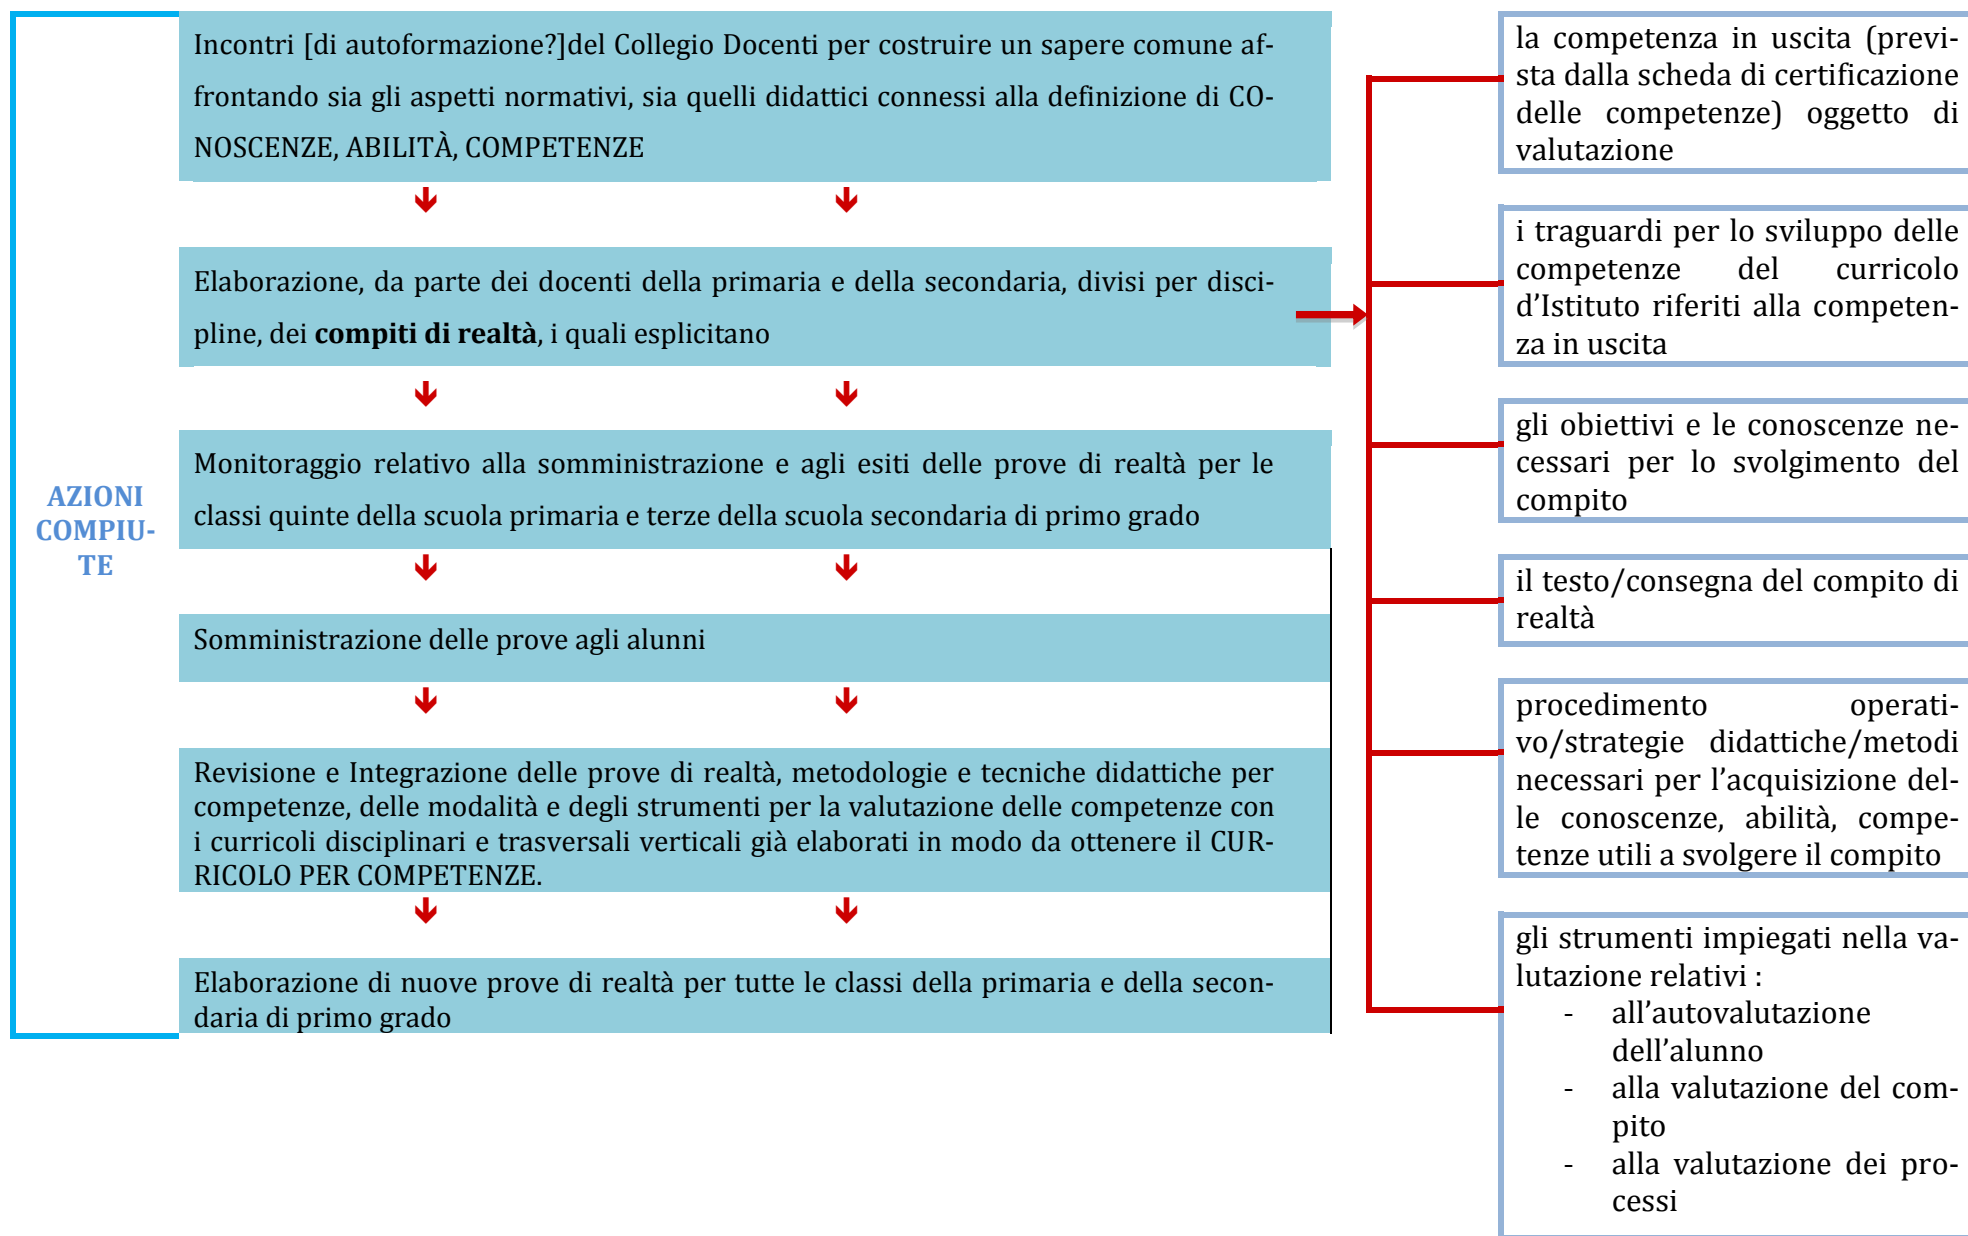 AZIONI
COMPIU-
TE
Incontri [di autoformazione?]del Collegio Docenti per costruire un sapere comune af-
frontando sia gli aspetti normativi, sia quelli didattici connessi alla definizione di CO-
NOSCENZE, ABILITÀ, COMPETENZE
Elaborazione, da parte dei docenti della primaria e della secondaria, divisi per disci-
pline, dei compiti di realtà, i quali esplicitano
Monitoraggio relativo alla somministrazione e agli esiti delle prove di realtà per le
classi quinte della scuola primaria e terze della scuola secondaria di primo grado
Somministrazione delle prove agli alunni
Revisione e Integrazione delle prove di realtà, metodologie e tecniche didattiche per
competenze, delle modalità e degli strumenti per la valutazione delle competenze con
i curricoli disciplinari e trasversali verticali già elaborati in modo da ottenere il CUR-
RICOLO PER COMPETENZE.
Elaborazione di nuove prove di realtà per tutte le classi della primaria e della secon-
daria di primo grado
la competenza in uscita (previ-
sta dalla scheda di certificazione
delle competenze) oggetto di
valutazione
i traguardi per lo sviluppo delle
competenze del curricolo
d’Istituto riferiti alla competen-
za in uscita
gli obiettivi e le conoscenze ne-
cessari per lo svolgimento del
compito
il testo/consegna del compito di
realtà
procedimento operati-
vo/strategie didattiche/metodi
necessari per l’acquisizione del-
le conoscenze, abilità, compe-
tenze utili a svolgere il compito
gli strumenti impiegati nella va-
lutazione relativi :
- all’autovalutazione
dell’alunno
- alla valutazione del com-
pito
- alla valutazione dei pro-
cessi